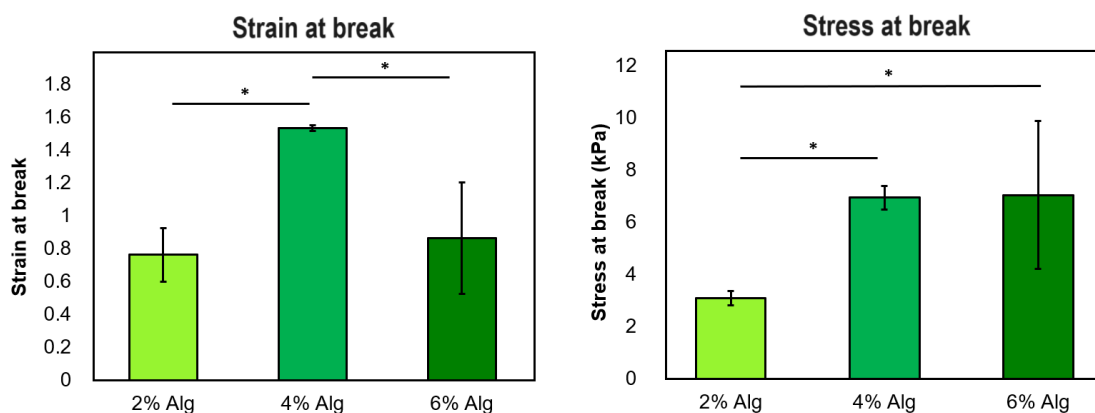 Strain at break
Strain at break
1.8
1.6
1.4
1.2
1
0.8
0.6
0.4
0.2
0
*
*
2% Alg
4% Alg
6% Alg
Stress at break
Stress at break (kPa)
12
10
8
6
4
2
0
*
*
2% Alg
4% Alg
6% Alg